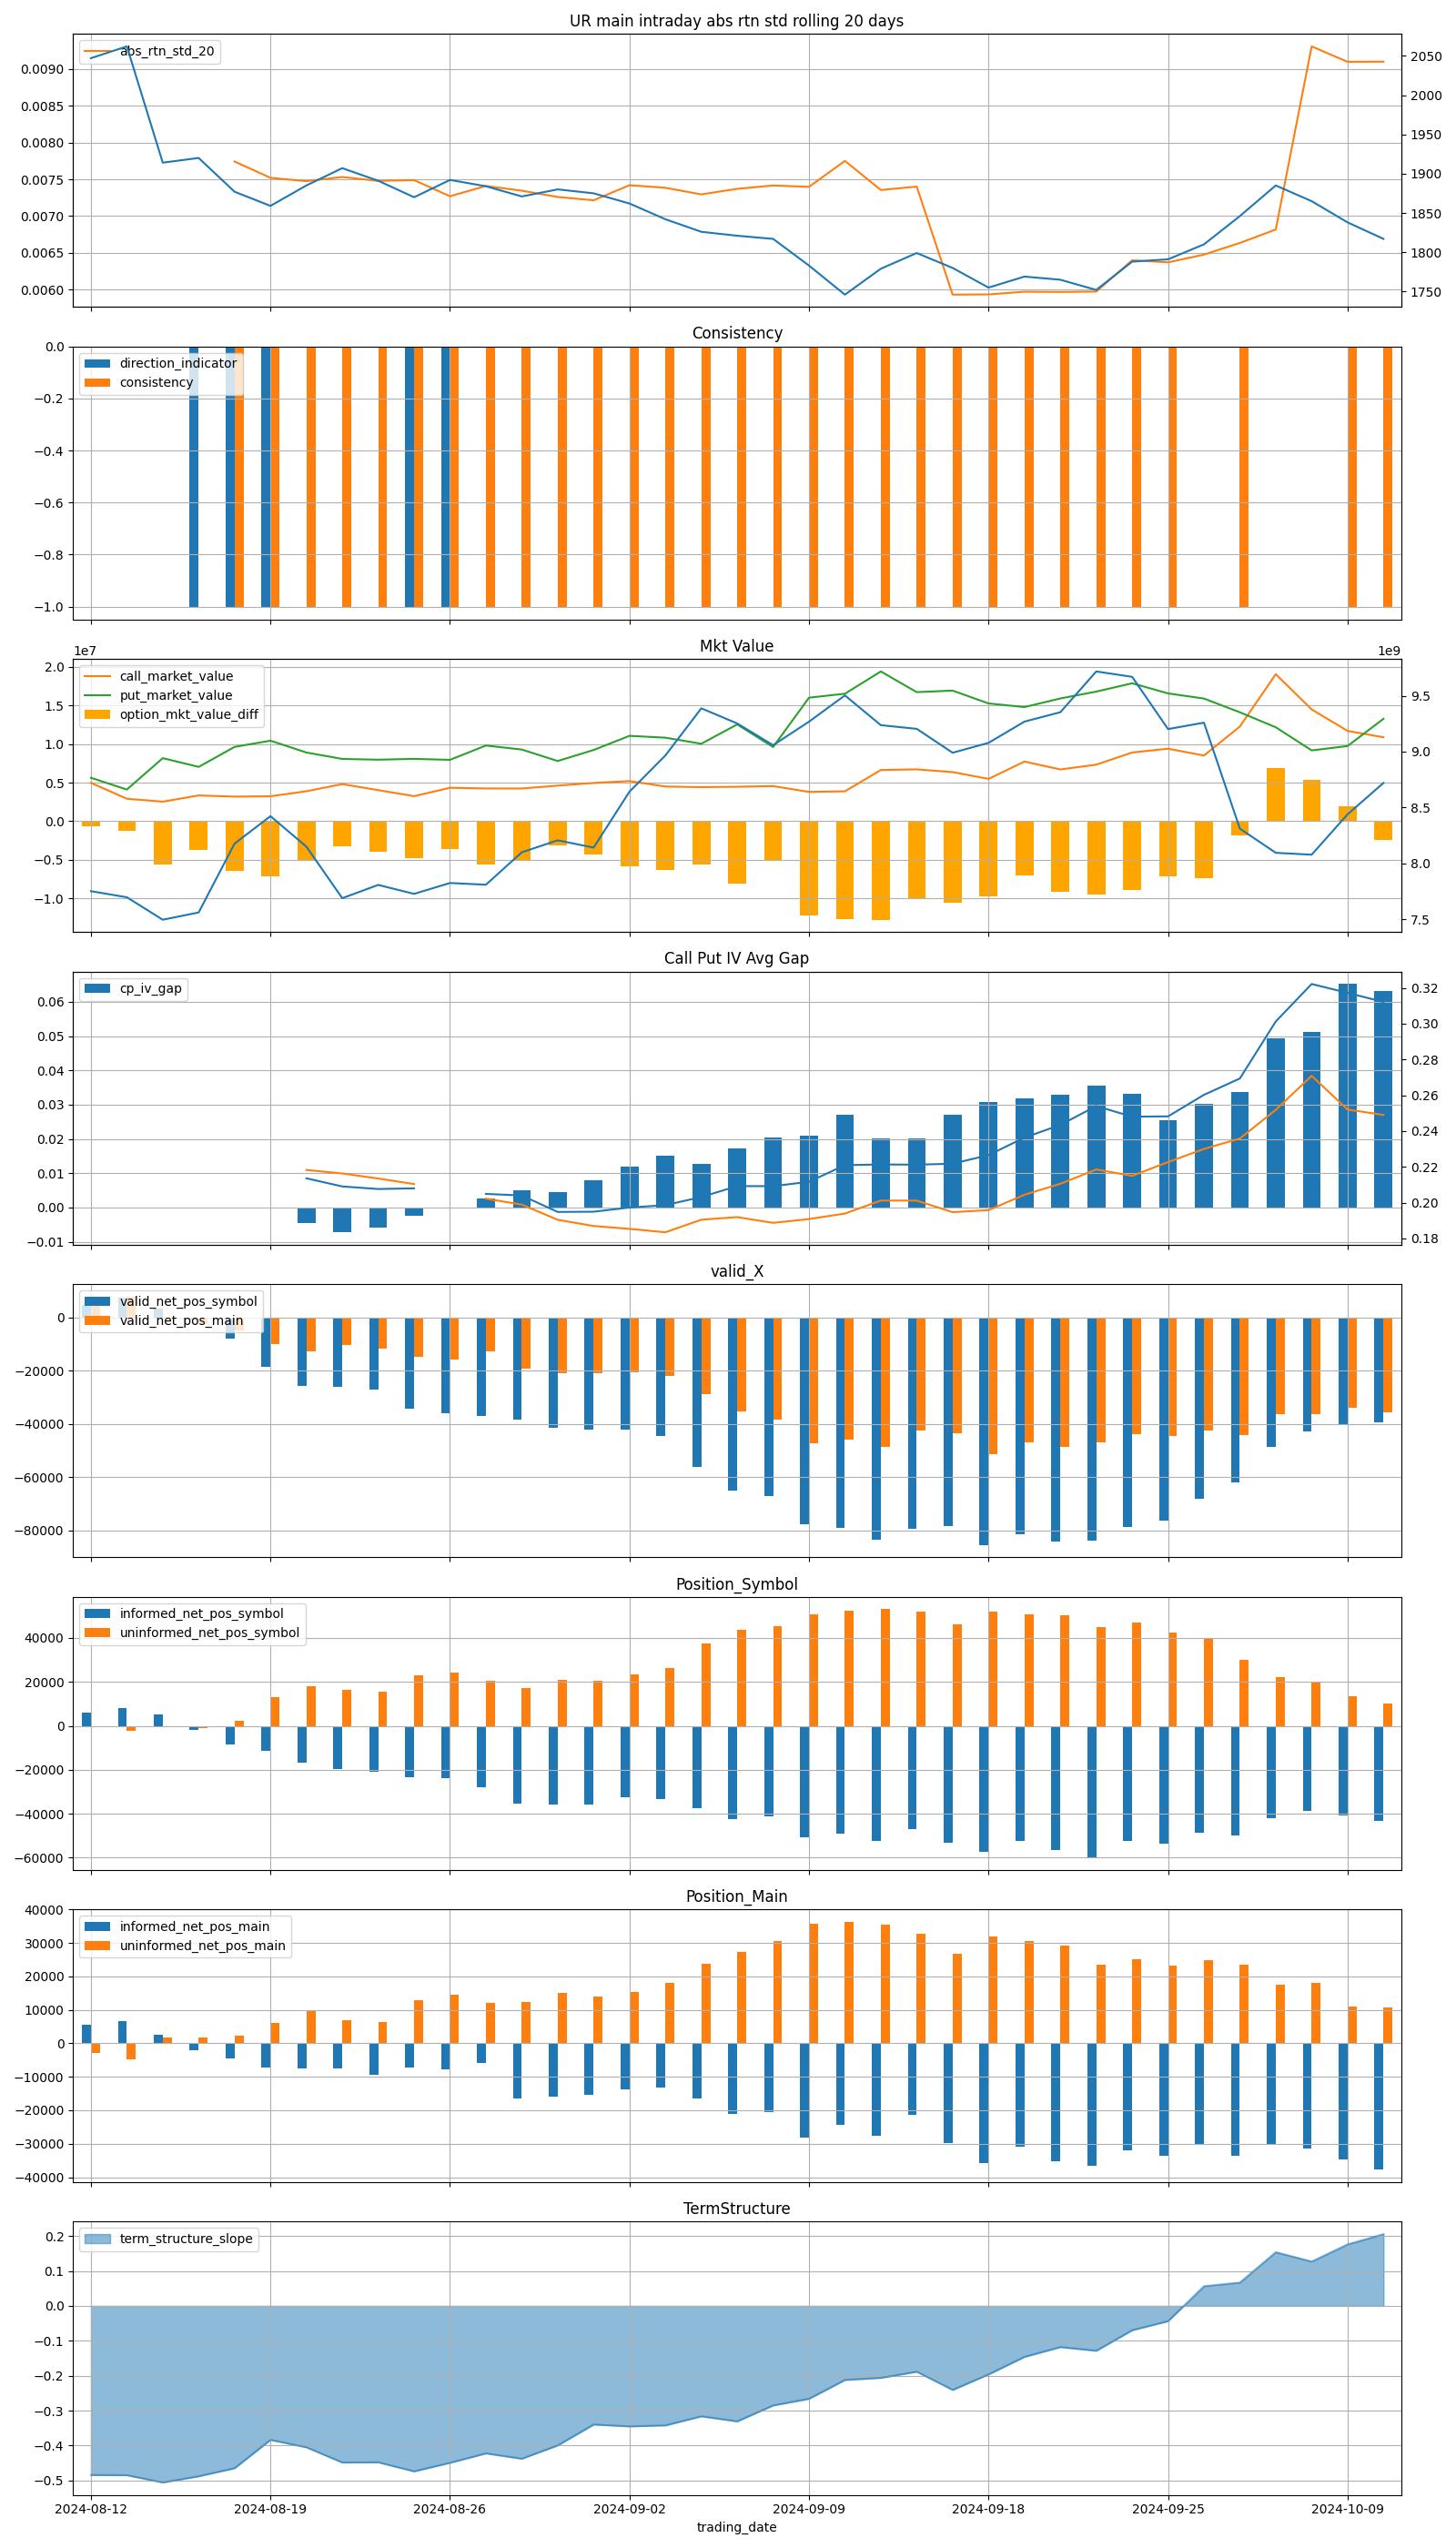 UR main intraday abs rtn std rolling 20 days
abs_rtn_std_20
0.0090
0.0085
0.0080
0.0075
0.0070
0.0065
0.0060
2050
2000
1950
1900
1850
1800
1750
Consistency
direction_indicator
consistency
0.0
−0.2
−0.4
−0.6
−0.8
−1.0
Mkt Value
1e7
1e9
call_market_value
put_market_value
option_mkt_value_diff
2.0
1.5
1.0
0.5
0.0
−0.5
−1.0
9.5
9.0
8.5
8.0
7.5
Call Put IV Avg Gap
cp_iv_gap
0.06
0.05
0.04
0.03
0.02
0.01
0.00
−0.01
0.32
0.30
0.28
0.26
0.24
0.22
0.20
0.18
valid_X
valid_net_pos_symbol
valid_net_pos_main
0
−20000
−40000
−60000
−80000
Position_Symbol
informed_net_pos_symbol
uninformed_net_pos_symbol
40000
20000
0
−20000
−40000
−60000
Position_Main
informed_net_pos_main
uninformed_net_pos_main
40000
30000
20000
10000
0
−10000
−20000
−30000
−40000
TermStructure
term_structure_slope
0.2
0.1
0.0
−0.1
−0.2
−0.3
−0.4
−0.5
2024-08-12 2024-08-19 2024-08-26 2024-09-02 2024-09-09 2024-09-18 2024-09-25 2024-10-09
trading_date